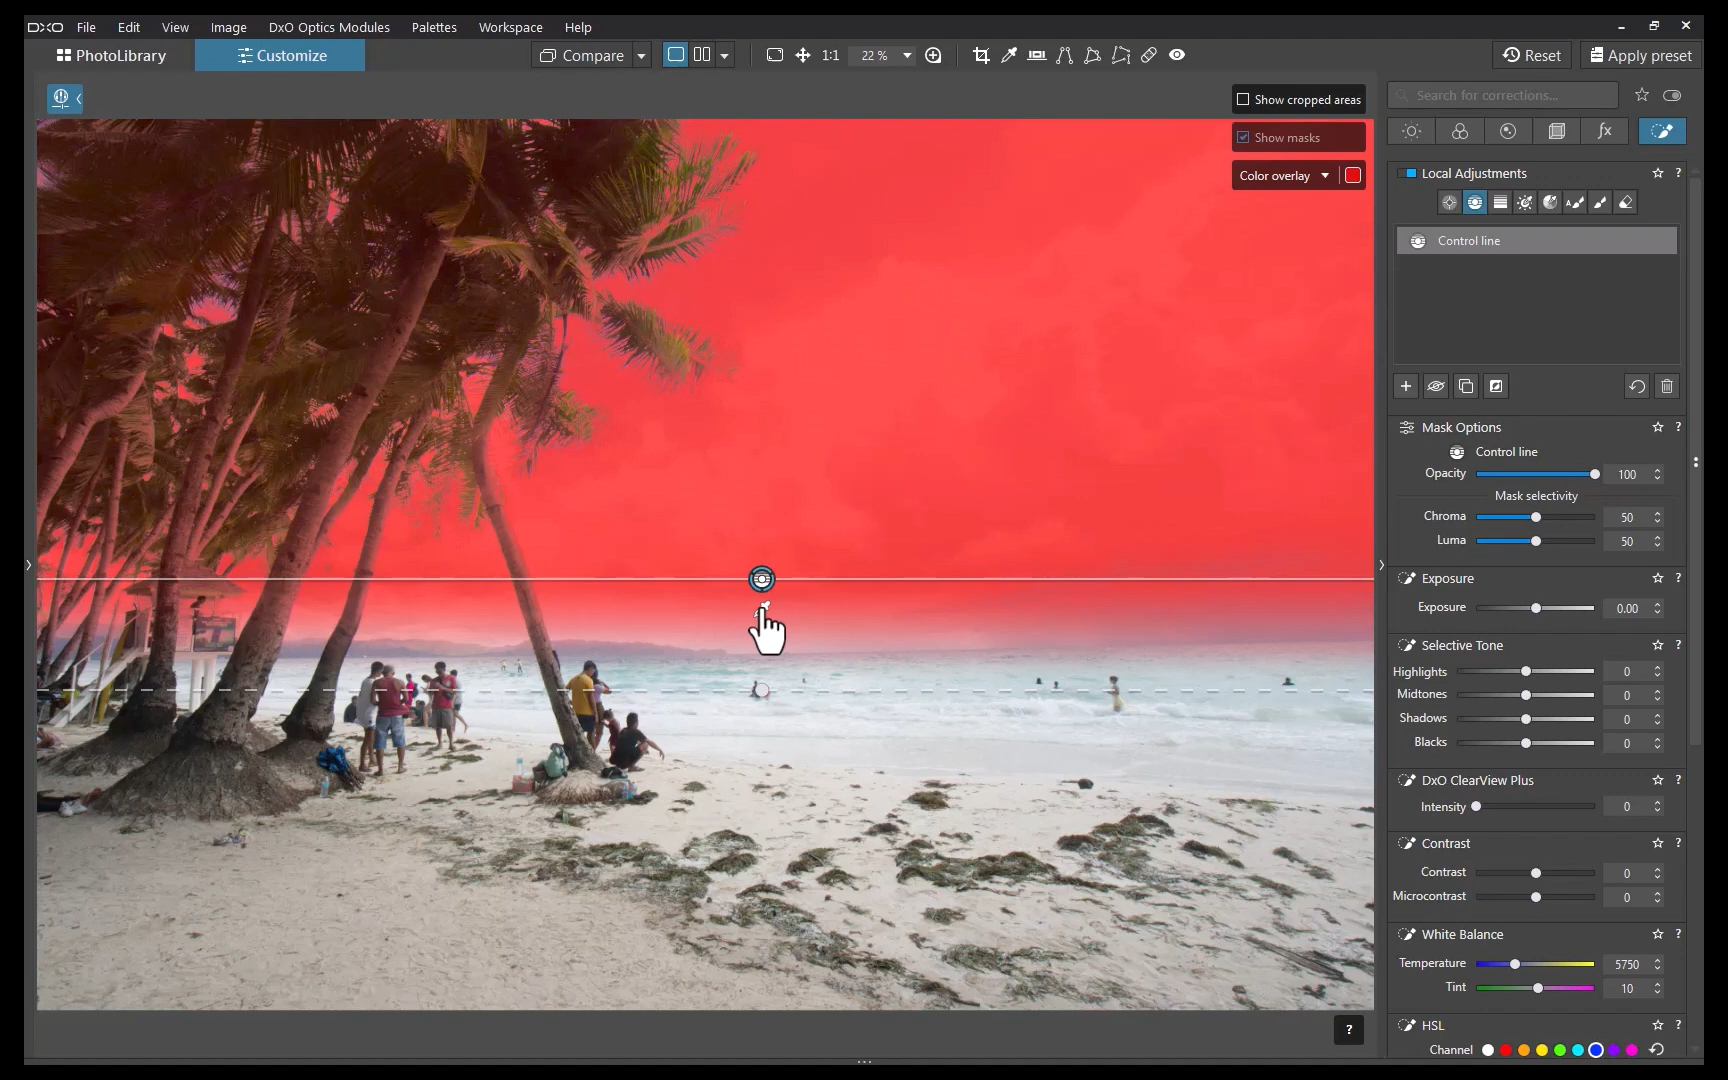 DXO File Edit View Image DxO Optics Modules Palettes Workspace Help
PhotoLibrary Customize Compare 1:1 22 % Reset Apply preset
Show cropped areas
Search for corrections...
fx
Show masks
Color overlay
Local Adjustments ?
A
Control line
Mask Options ?
Control line
Opacity 100
Mask selectivity
Chroma 50
Luma 50
Exposure ?
Exposure 0.00
Selective Tone ?
Highlights 0
Midtones 0
Shadows 0
Blacks 0
DxO ClearView Plus ?
Intensity 0
Contrast ?
Contrast 0
Microcontrast 0
White Balance ?
Temperature 5750
Tint 10
HSL ?
Channel
?